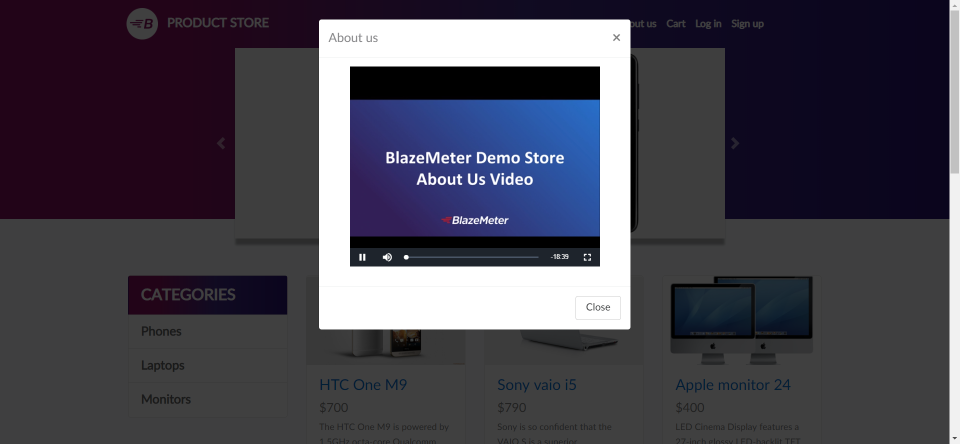 B PRODUCT STORE
out us Cart Log in Sign up
About us
×
BlazeMeter Demo Store
About Us Video
BlazeMeter
-18:39
Close
CATEGORIES
Phones
Laptops
Monitors
HTC One M9
$700
The HTC One M9 is powered by
1.5GHz octa-core Qualcomm
Sony vaio i5
$790
Sony is so confident that the
VAIO S is a superior
Apple monitor 24
$400
LED Cinema Display features a
27-inch glossy LED-backlit TFT